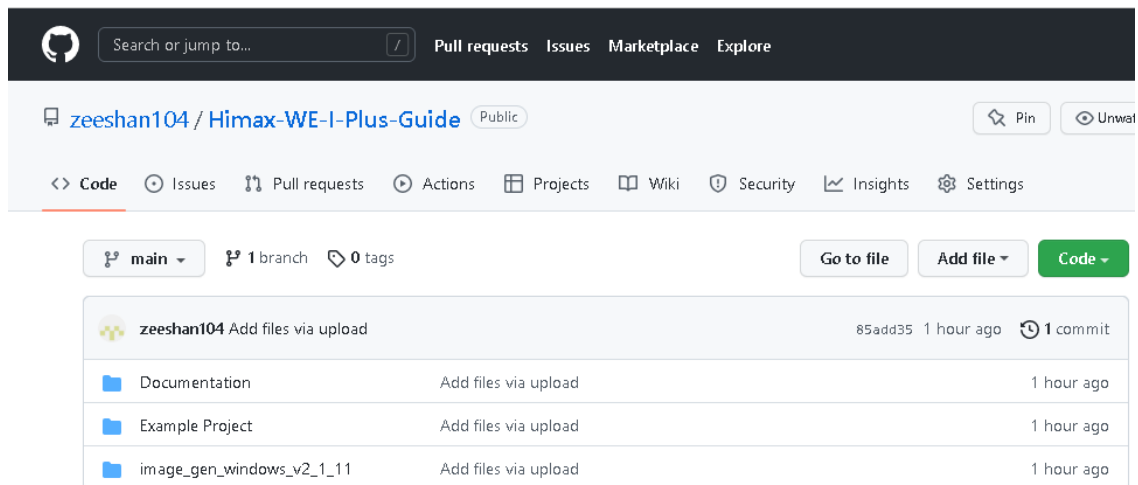 Search or jump to... / Pull requests Issues Marketplace Explore
zeeshan104 / Himax-WE-I-Plus-Guide Public Pin Unwat
Code Issues Pull requests Actions Projects Wiki Security Insights Settings
main 1 branch 0 tags Go to file Add file Code
zeeshan104 Add files via upload 85add35 1 hour ago 1 commit
Documentation Add files via upload 1 hour ago
Example Project Add files via upload 1 hour ago
image_gen_windows_v2_1_11 Add files via upload 1 hour ago